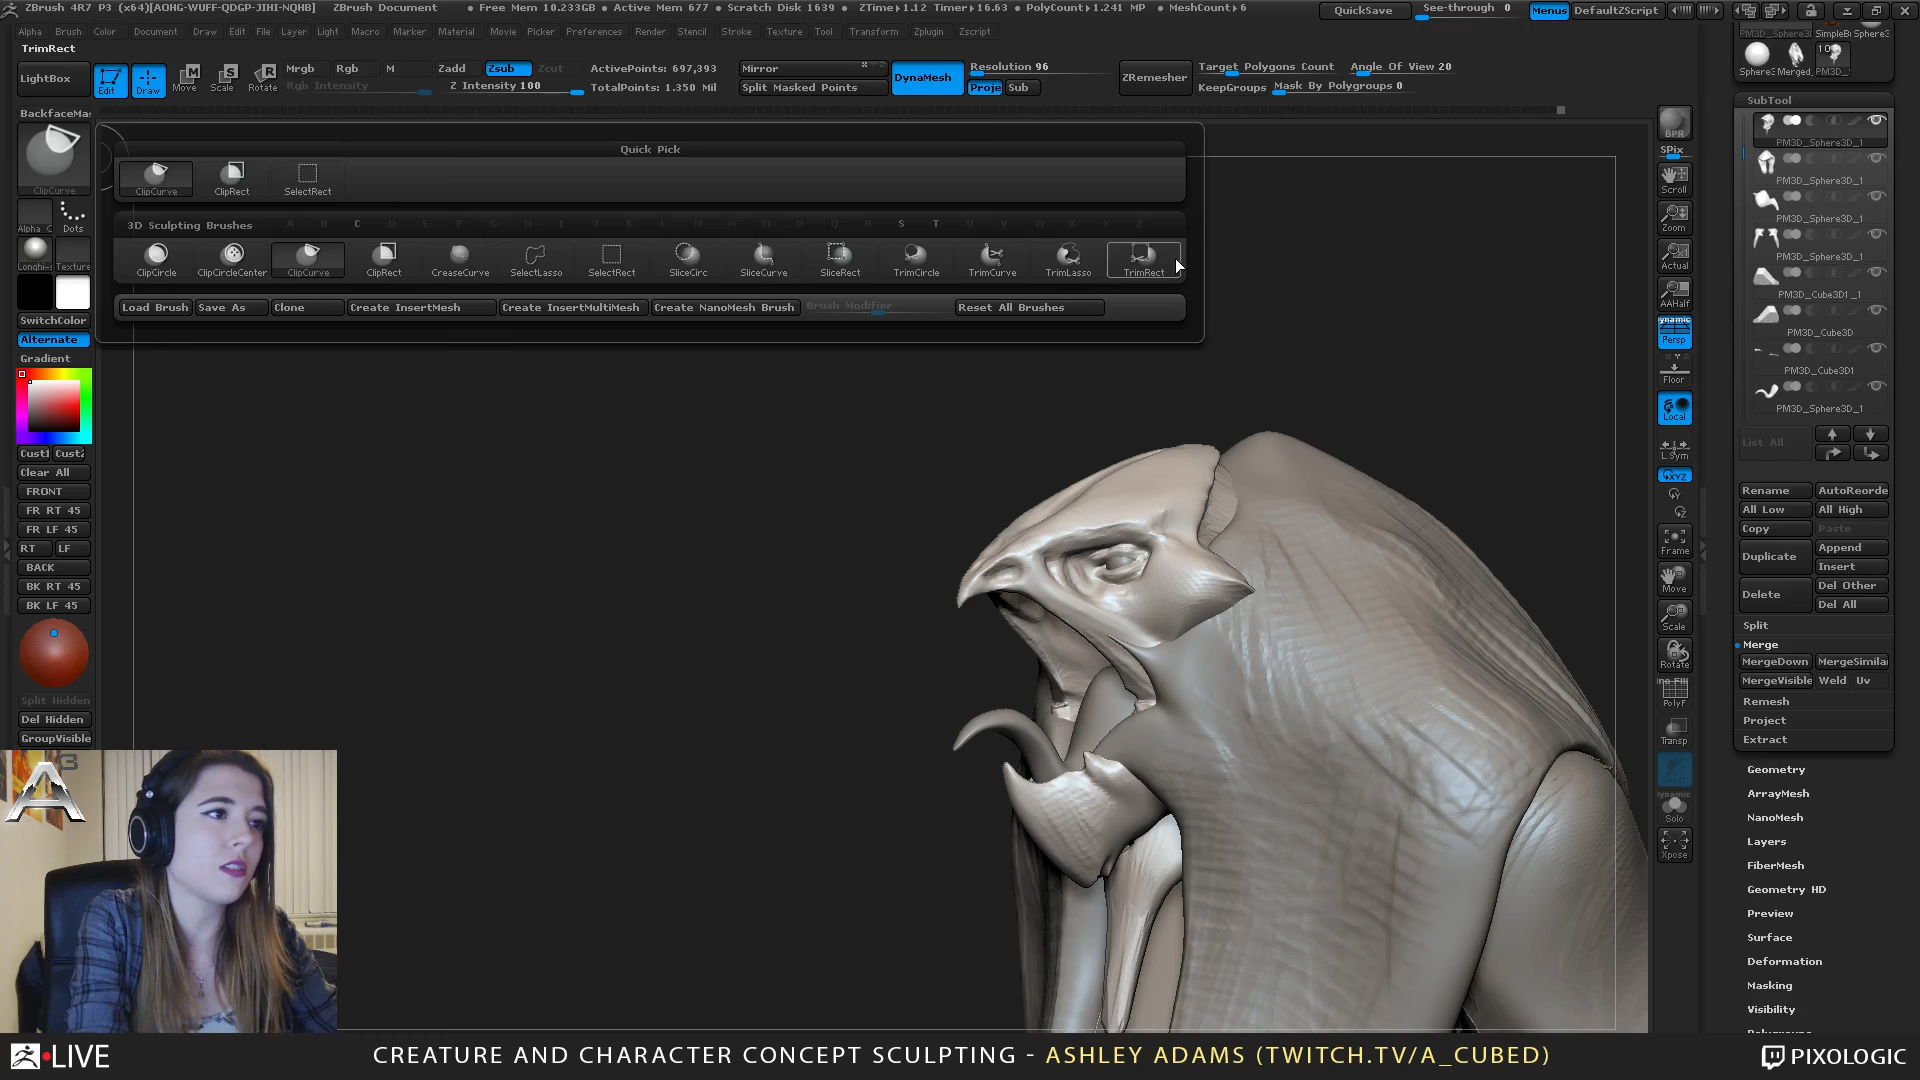 ZBrush 4R7 P3 (x64)[AOHG-WUFF-QDGP-JIHI-NQHB] ZBrush Document • Free Mem 10.233GB • Active Mem 677 • Scratch Disk 1639 • ZTime▸1.12 Timer▸16.63 • PolyCount▸1.241 MP • MeshCount▸6 QuickSave See-through 0 Menus DefaultZScript
Alpha Brush Color Document Draw Edit File Layer Light Macro Marker Material Movie Picker Preferences Render Stencil Stroke Texture Tool Transform Zplugin Zscript
TrimRect
LightBox Edit Draw Move Scale Rotate Mrgb Rgb M Zadd Zsub Zcut ActivePoints: 697,393 Mirror DynaMesh Resolution 96 ZRemesher Target Polygons Count Angle Of View 20
Rgb Intensity Z Intensity 100 TotalPoints: 1.350 Mil Split Masked Points Proje Sub KeepGroups Mask By Polygroups 0
BackfaceMa
ClipCurve
Alpha Dots
Texture
SwitchColor
Alternate
Gradient
Cust1 Cust2
Clear All
FRONT
FR RT 45
FR LF 45
RT LF
BACK
BK RT 45
BK LF 45
Split Hidden
Del Hidden
GroupVisible
Quick Pick
ClipCurve ClipRect SelectRect
3D Sculpting Brushes A B C D E F G H I J K L M N O P Q R S T U V W X Y Z
ClipCircle ClipCircleCenter ClipCurve ClipRect CreaseCurve SelectLasso SelectRect SliceCirc SliceCurve SliceRect TrimCircle TrimCurve TrimLasso TrimRect
Load Brush Save As Clone Create InsertMesh Create InsertMultiMesh Create NanoMesh Brush Brush Modifier Reset All Brushes
BPR
SPix
Scroll
Zoom
Actual
AAHalf
Persp
Floor
Local
L.Sym
XYZ
Frame
Move
Scale
Rotate
PolyF
Transp
Dynamic
Solo
Xpose
Merged_ PM3D_
SubTool
PM3D_Sphere3D_1
PM3D_Sphere3D_1
PM3D_Sphere3D_1
PM3D_Sphere3D_1
PM3D_Cube3D1_1
PM3D_Cube3D
PM3D_Cube3D1
PM3D_Sphere3D_1
List All
Rename AutoReorde
All Low All High
Copy Paste
Duplicate Append
Insert
Delete Del Other
Del All
Split
Merge
MergeDown MergeSimila
MergeVisible Weld Uv
Remesh
Project
Extract
Geometry
ArrayMesh
NanoMesh
Layers
FiberMesh
Geometry HD
Preview
Surface
Deformation
Masking
Visibility
A 3
LIVE CREATURE AND CHARACTER CONCEPT SCULPTING - ASHLEY ADAMS (TWITCH.TV/A_CUBED) PIXOLOGIC